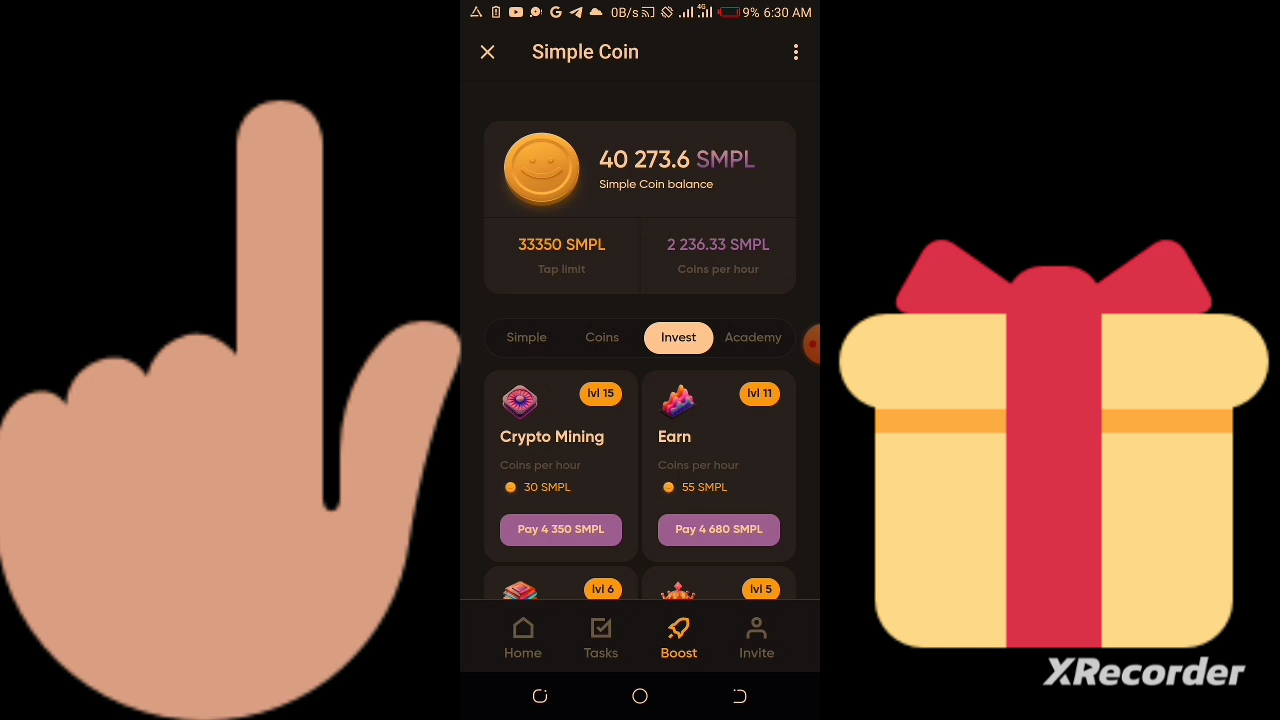 0B/s 4G 9% 6:30 AM
Simple Coin
40 273.6 SMPL
Simple Coin balance
33350 SMPL
Tap limit
2 236.33 SMPL
Coins per hour
Simple Coins Invest Academy
lvl 15
Crypto Mining
Coins per hour
30 SMPL
Pay 4 350 SMPL
lvl 11
Earn
Coins per hour
55 SMPL
Pay 4 680 SMPL
lvl 6
lvl 5
Home Tasks Boost Invite
XRecorder